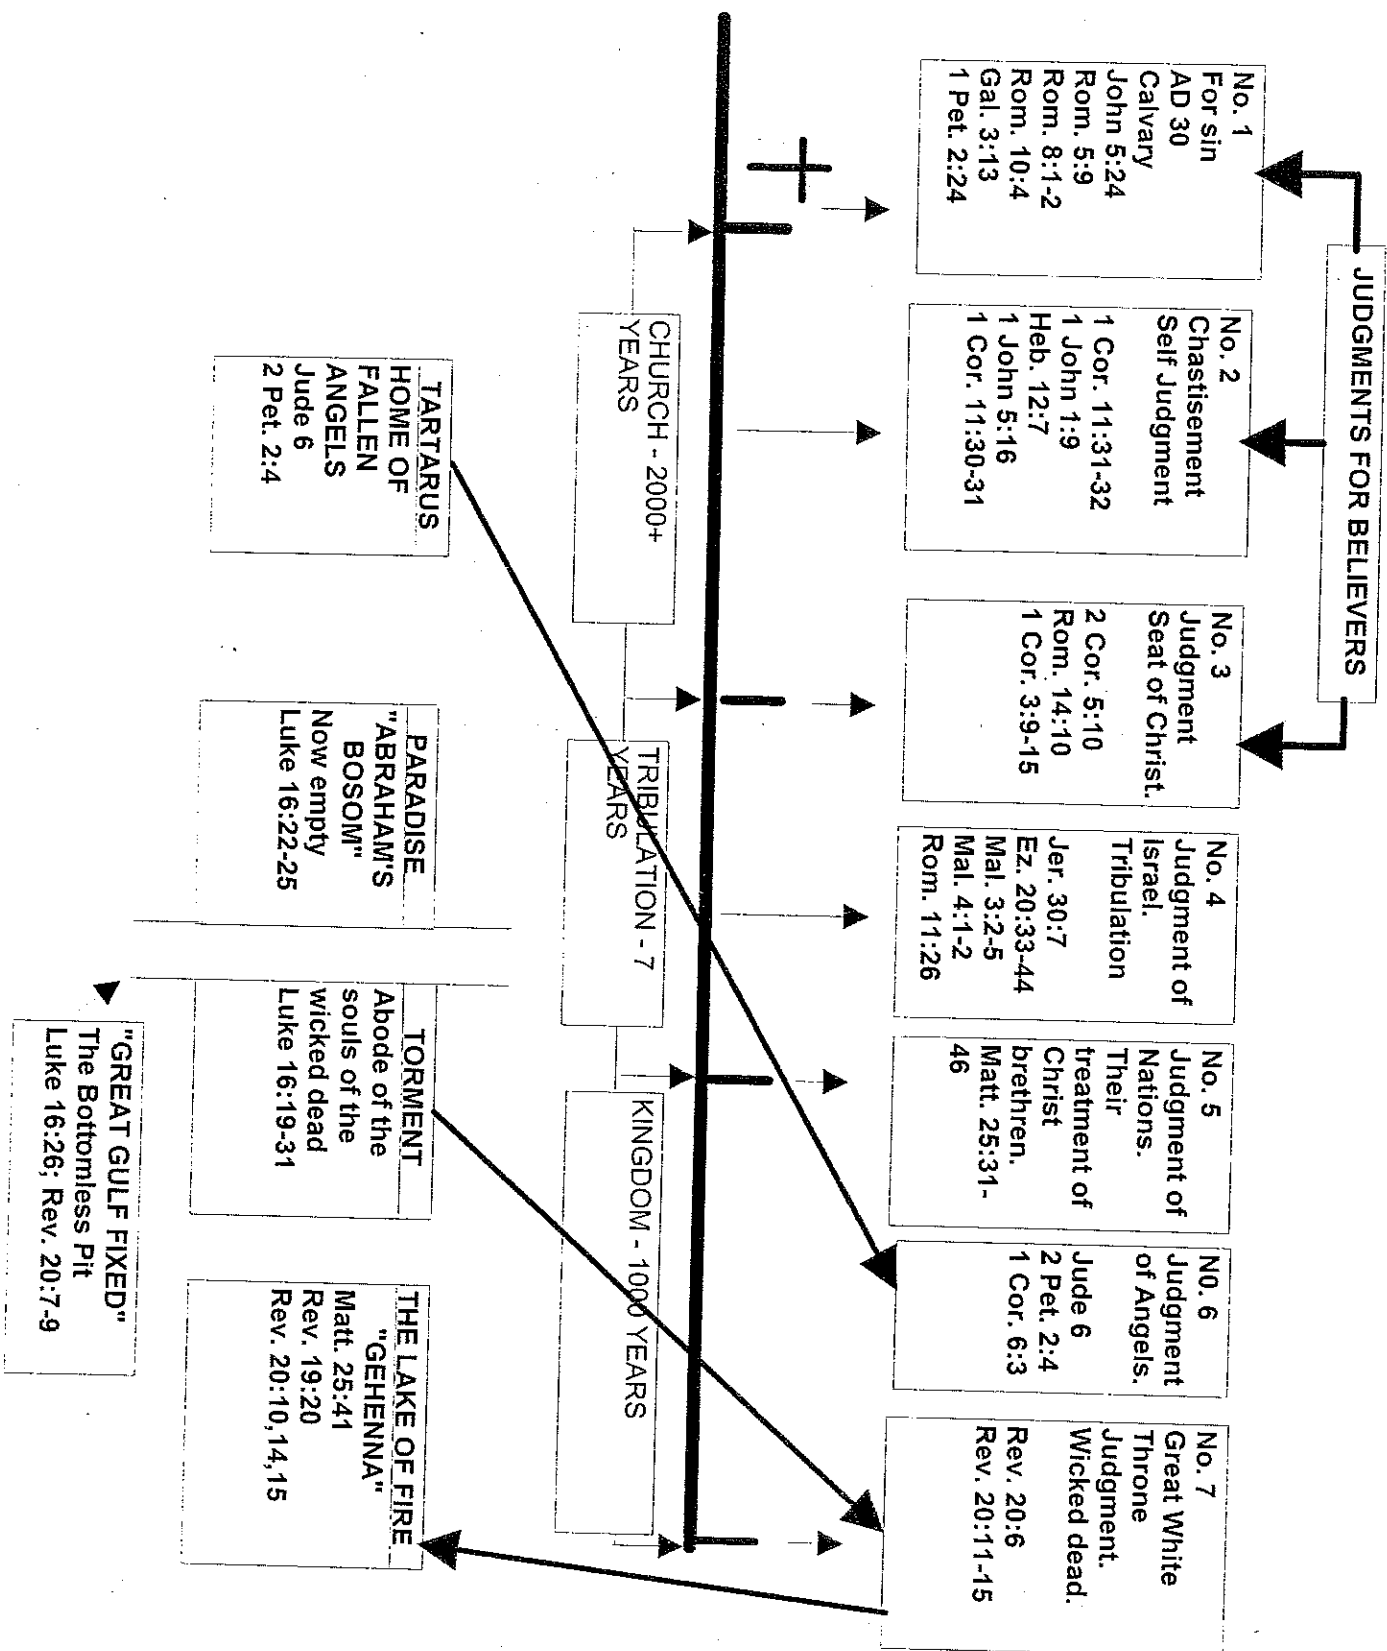 JUDGMENTS FOR BELIEVERS
No. 1
For sin
AD 30
Calvary
John 5:24
Rom. 5:9
Rom. 8:1-2
Rom. 10:4
Gal. 3:13
1 Pet. 2:24
No. 2
Chastisement
Self Judgment
1 Cor. 11:31-32
1 John 1:9
Heb. 12:7
1 John 5:16
1 Cor. 11:30-31
No. 3
Judgment
Seat of Christ.
2 Cor. 5:10
Rom. 14:10
1 Cor. 3:9-15
No. 4
Judgment of
Israel.
Tribulation
Jer. 30:7
Ez. 20:33-44
Mal. 3:2-5
Mal. 4:1-2
Rom. 11:26
No. 5
Judgment of
Nations.
Their
treatment of
Christ
brethren.
Matt. 25:31-
46
N0. 6
Judgment
of Angels.
Jude 6
2 Pet. 2:4
1 Cor. 6:3
No. 7
Great White
Throne
Judgment.
Wicked dead.
Rev. 20:6
Rev. 20:11-15
CHURCH - 2000+
YEARS
TRIBULATION - 7
YEARS
KINGDOM - 1000 YEARS
TARTARUS
HOME OF
FALLEN
ANGELS
Jude 6
2 Pet. 2:4
PARADISE
"ABRAHAM'S
BOSOM"
Now empty
Luke 16:22-25
TORMENT
Abode of the
souls of the
wicked dead
Luke 16:19-31
THE LAKE OF FIRE
"GEHENNA"
Matt. 25:41
Rev. 19:20
Rev. 20:10,14,15
"GREAT GULF FIXED"
The Bottomless Pit
Luke 16:26; Rev. 20:7-9